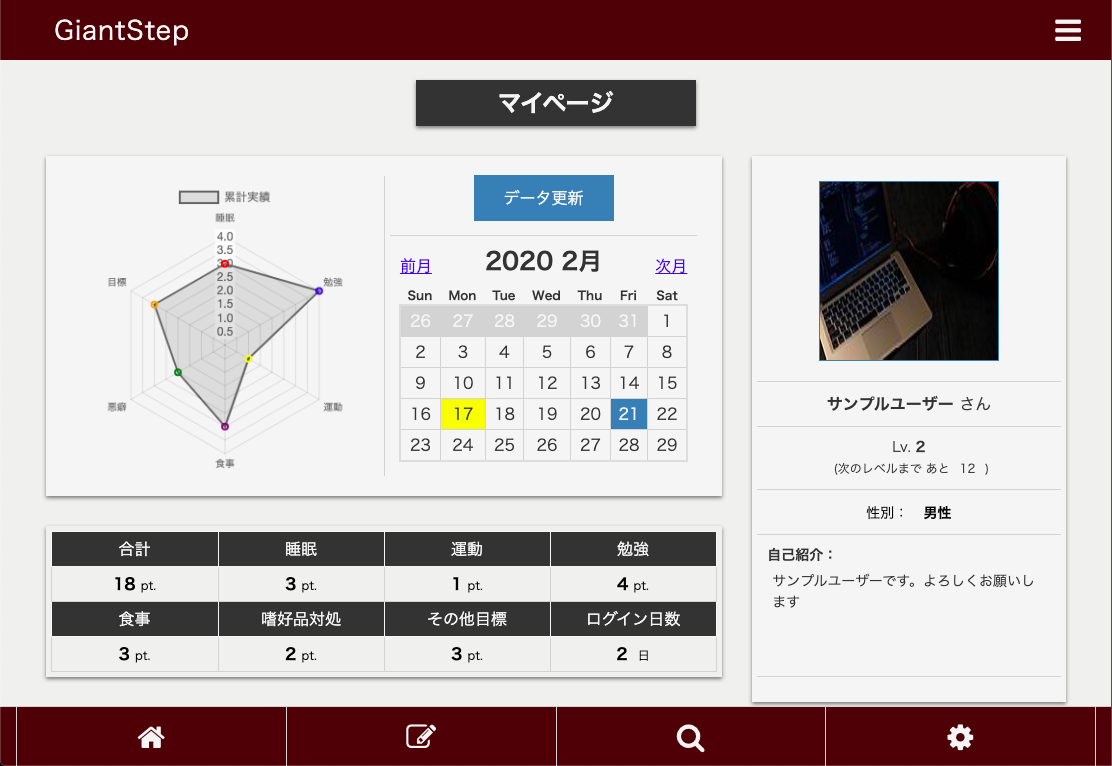 GiantStep
マイページ
累計実績
睡眠
4.0
3.5
3.0
2.5
2.0
1.5
1.0
0.5
目標
勉強
悪癖
運動
食事
データ更新
前月 2020 2月 次月
Sun Mon Tue Wed Thu Fri Sat
26 27 28 29 30 31 1
2 3 4 5 6 7 8
9 10 11 12 13 14 15
16 17 18 19 20 21 22
23 24 25 26 27 28 29
合計 睡眠 運動 勉強
18 pt. 3 pt. 1 pt. 4 pt.
食事 嗜好品対処 その他目標 ログイン日数
3 pt. 2 pt. 3 pt. 2 日
サンプルユーザー さん
Lv. 2
(次のレベルまで あと 12 )
性別： 男性
自己紹介：
サンプルユーザーです。よろしくお願いし
ます